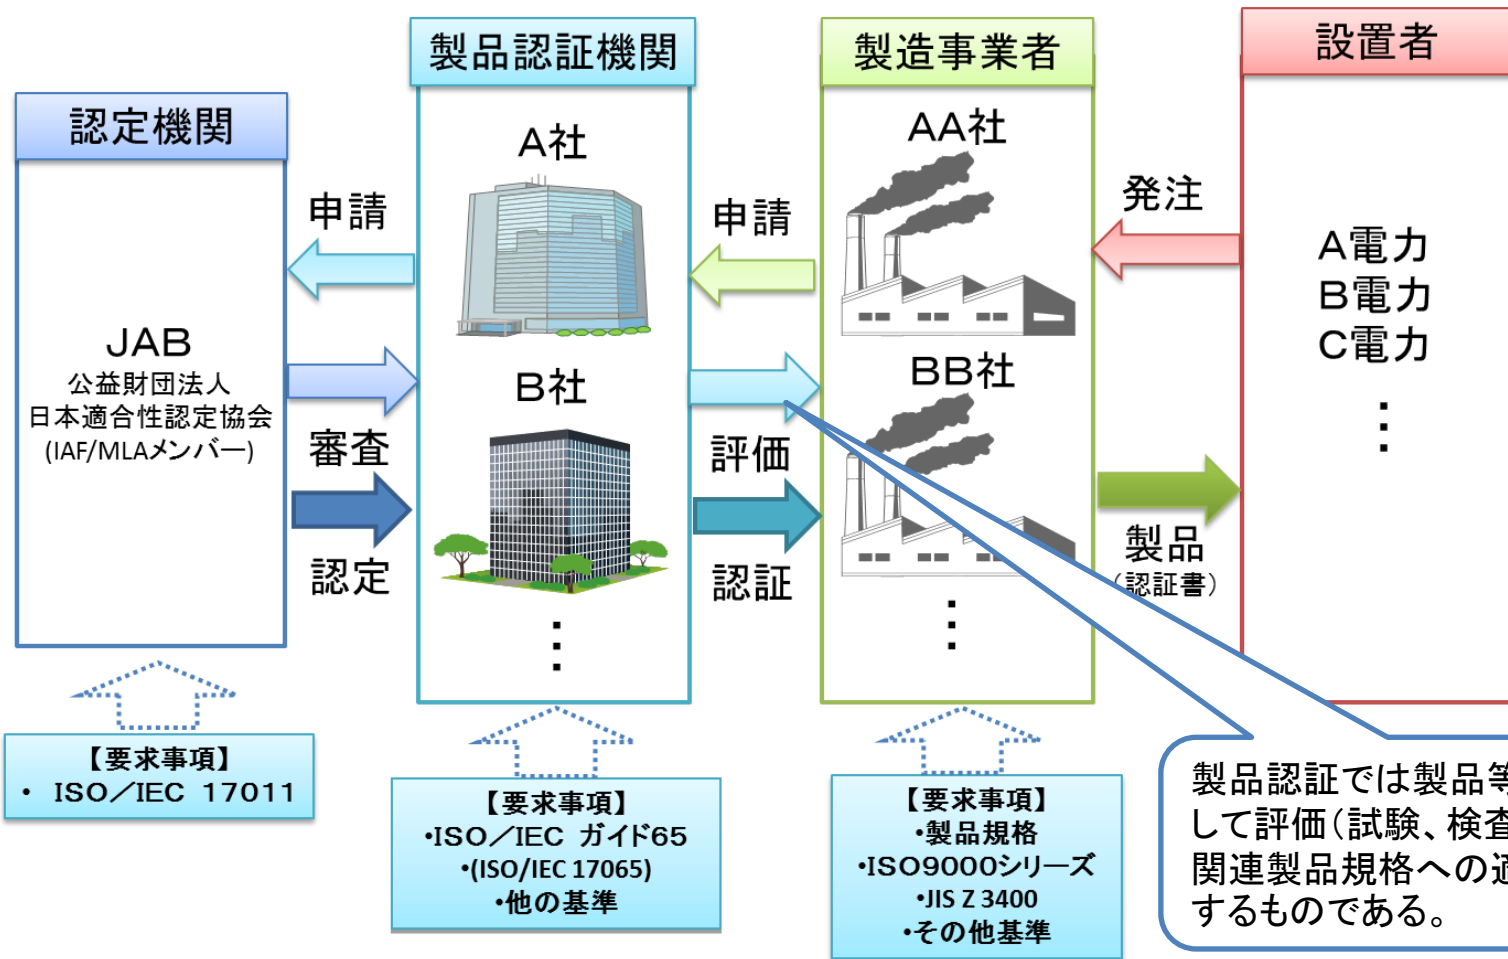 認定機関
JAB
公益財団法人
日本適合性認定協会
(IAF/MLAメンバー)
申請
審査
認定
製品認証機関
A社
B社
⋮
申請
評価
認証
製造事業者
AA社
BB社
⋮
発注
製品
（認証書）
設置者
A電力
B電力
C電力
⋮
【要求事項】
・ ISO／IEC 17011
【要求事項】
・ISO／IEC ガイド65
・(ISO/IEC 17065)
・他の基準
【要求事項】
・製品規格
・ISO9000シリーズ
・JIS Z 3400
・その他基準
製品認証では製品等
して評価（試験、検査
関連製品規格への適
するものである。